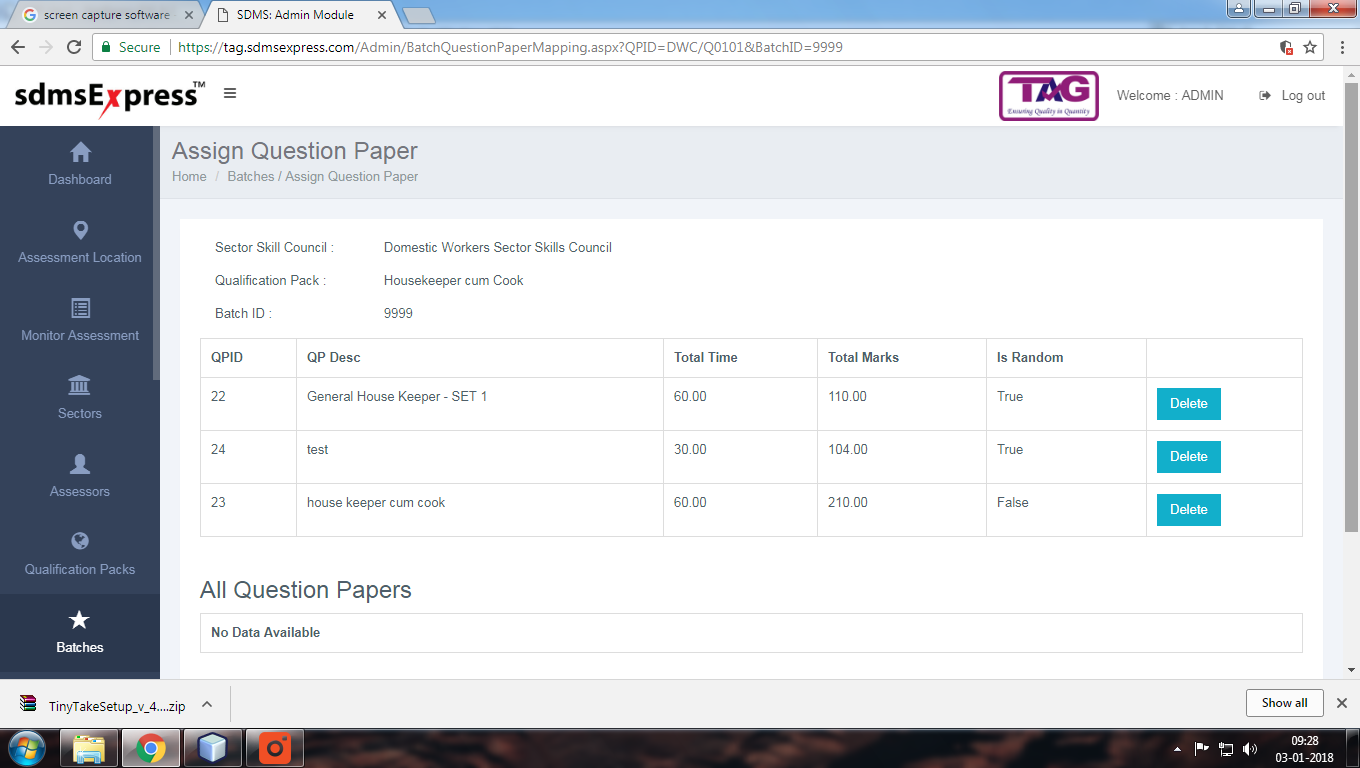 screen capture software
SDMS: Admin Module
Secure https://tag.sdmsexpress.com/Admin/BatchQuestionPaperMapping.aspx?QPID=DWC/Q0101&BatchID=9999
sdmsExpress™
TAG
Ensuring Quality in Quantity
Welcome : ADMIN
Log out
Dashboard
Assessment Location
Monitor Assessment
Sectors
Assessors
Qualification Packs
Batches
Assign Question Paper
Home / Batches / Assign Question Paper
Sector Skill Council : Domestic Workers Sector Skills Council
Qualification Pack : Housekeeper cum Cook
Batch ID : 9999
QPID QP Desc Total Time Total Marks Is Random
22 General House Keeper - SET 1 60.00 110.00 True Delete
24 test 30.00 104.00 True Delete
23 house keeper cum cook 60.00 210.00 False Delete
All Question Papers
No Data Available
TinyTakeSetup_v_4....zip
Show all
09:28
03-01-2018